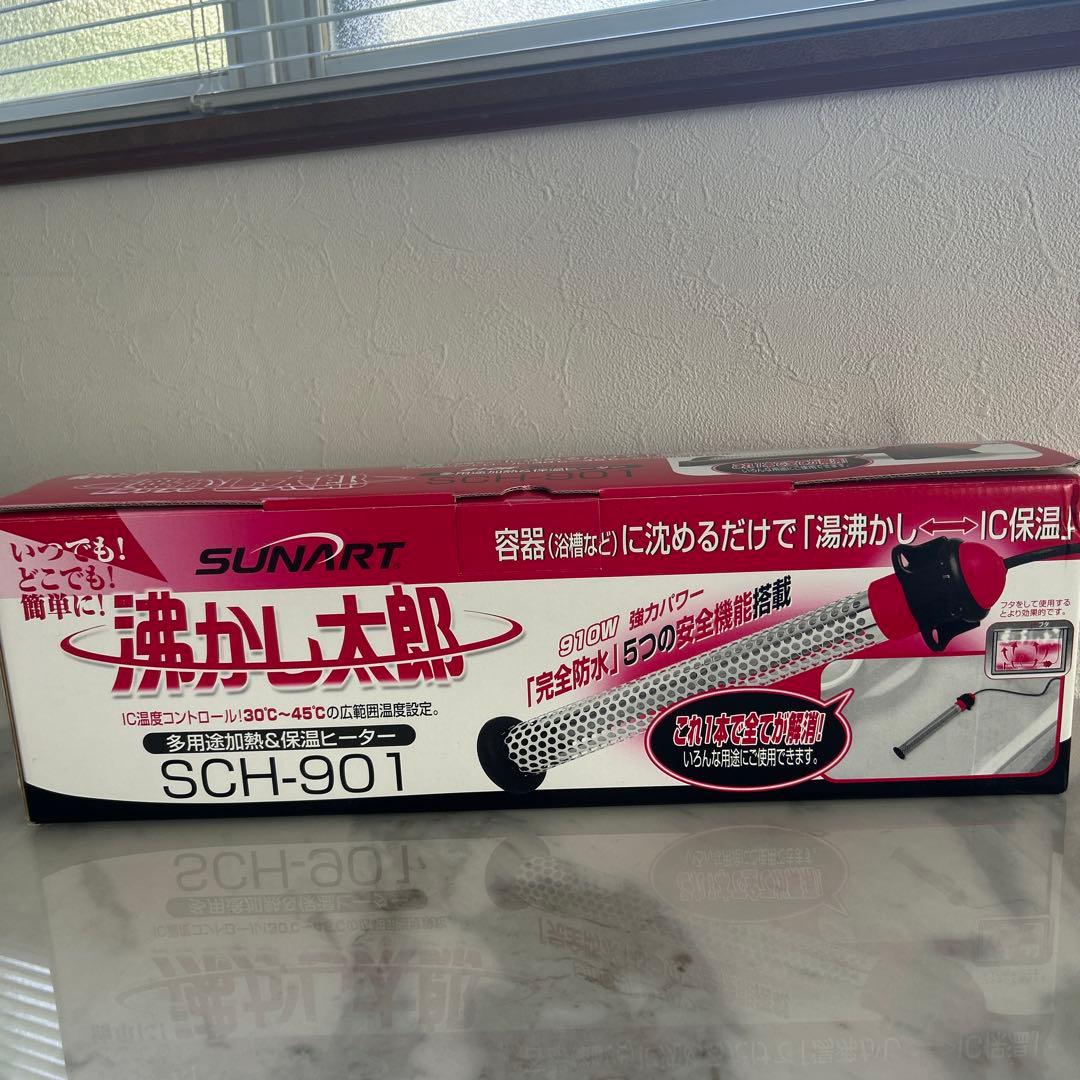 SCH-901
いつでも!
どこでも!
簡単に!
SUNART
沸かし太郎
IC温度コントロール!30℃〜45℃の広範囲温度設定。
多用途加熱&保温ヒーター
SCH-901
容器(浴槽など)に沈めるだけで「湯沸かし⟷IC保温」
910W 強力パワー
「完全防水」5つの安全機能搭載
これ1本で全てが解消!
いろんな用途にご使用できます。
フタをして使用する
とより効果的です。
フタ